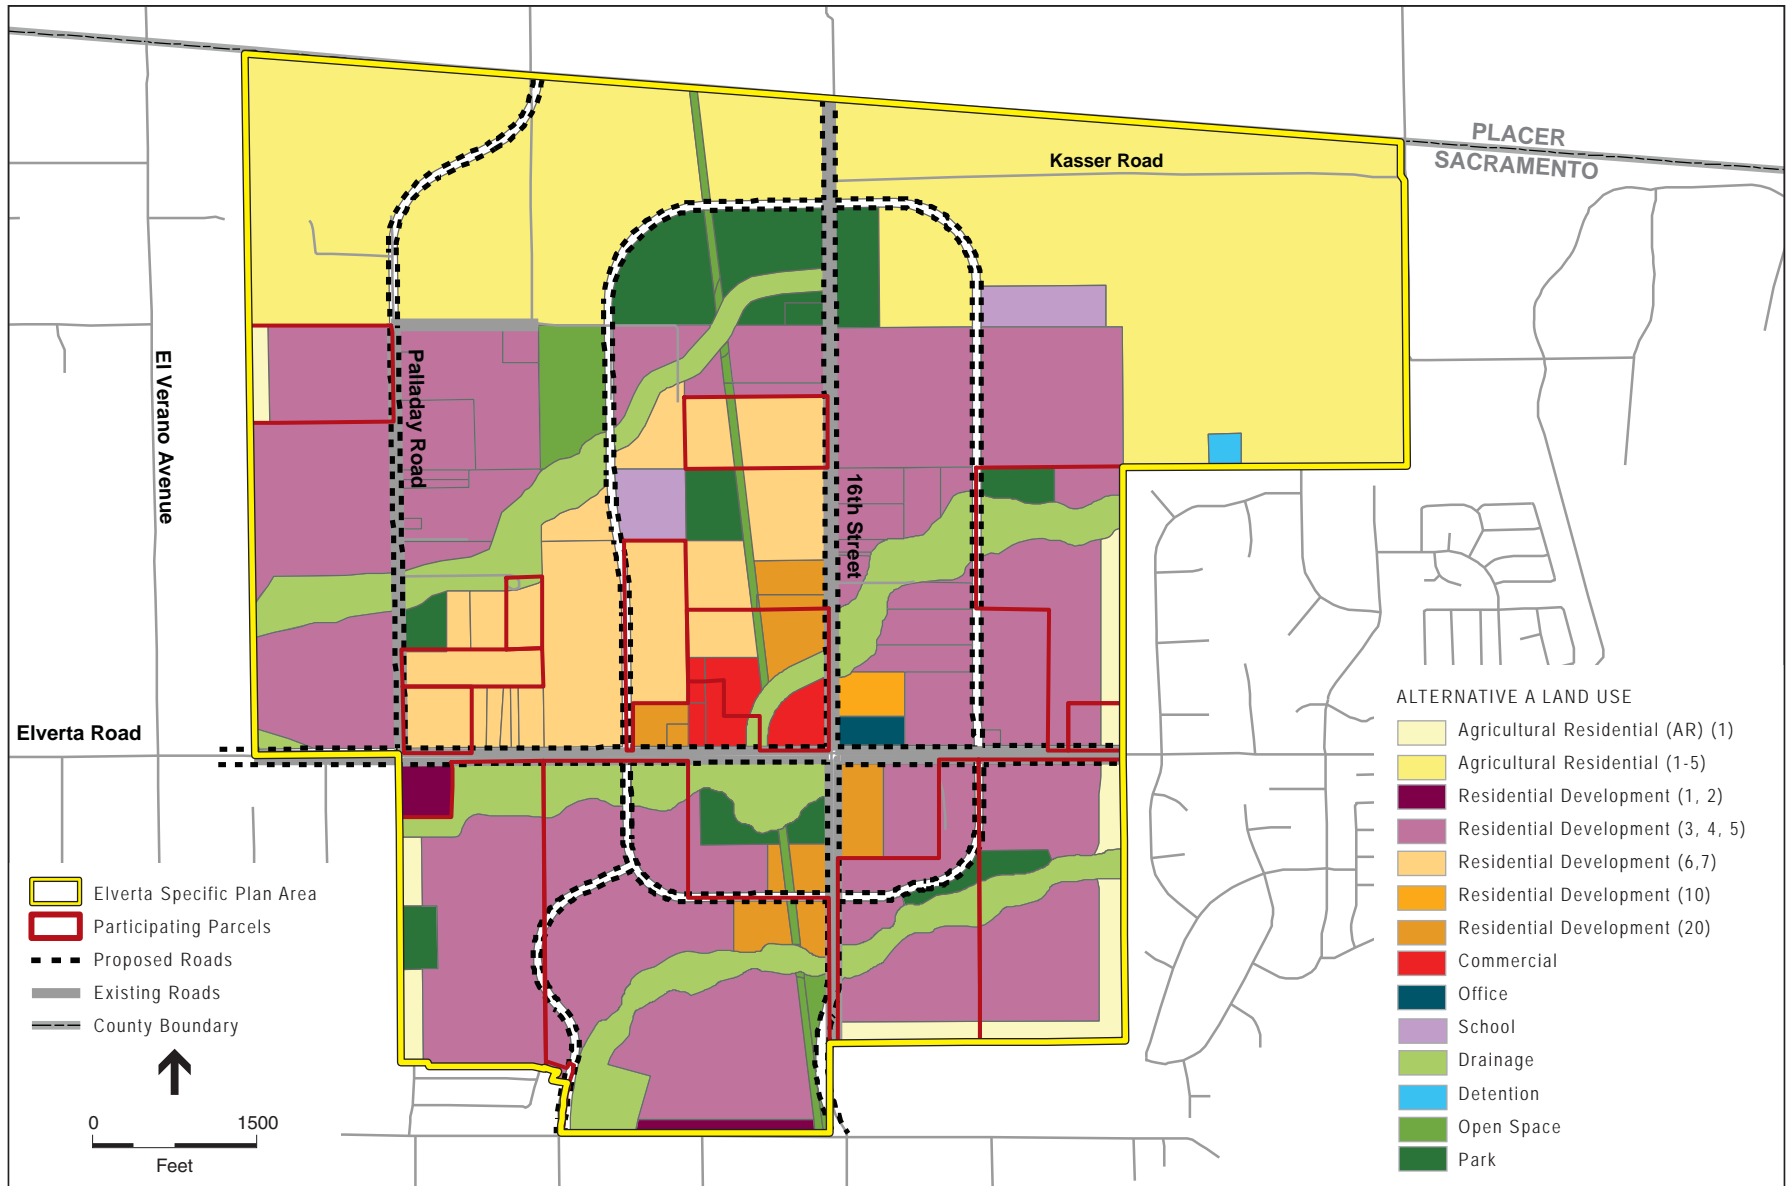 PLACER
SACRAMENTO
Kasser Road
El Verano Avenue
Palladay Road
16th Street
Elverta Road
Elverta Specific Plan Area
Participating Parcels
Proposed Roads
Existing Roads
County Boundary
0 1500
Feet
ALTERNATIVE A LAND USE
Agricultural Residential (AR) (1)
Agricultural Residential (1-5)
Residential Development (1, 2)
Residential Development (3, 4, 5)
Residential Development (6,7)
Residential Development (10)
Residential Development (20)
Commercial
Office
School
Drainage
Detention
Open Space
Park